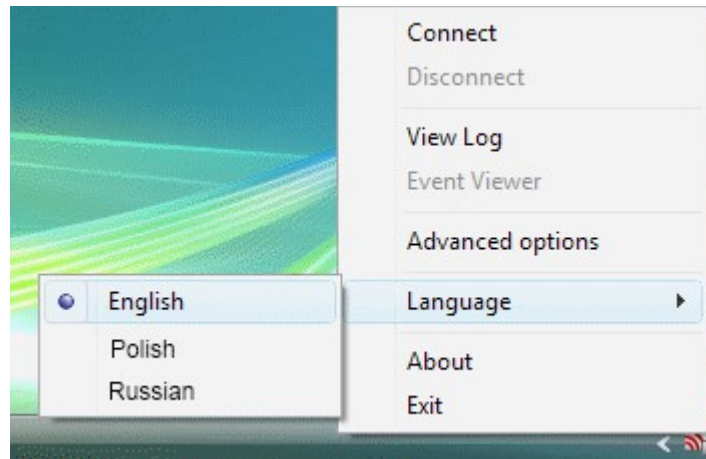 Connect
Disconnect
View Log
Event Viewer
Advanced options
Language
English
Polish
Russian
About
Exit